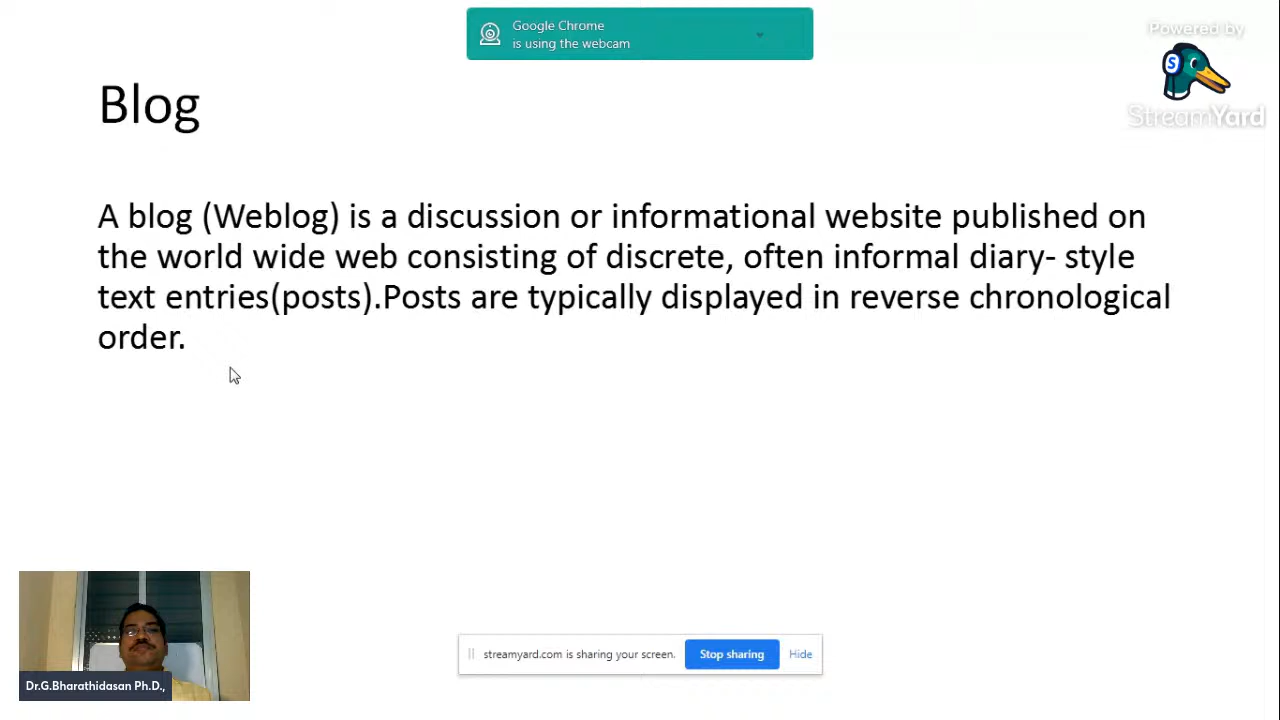 Google Chrome
is using the webcam
Powered by
S
StreamYard
Blog
A blog (Weblog) is a discussion or informational website published on
the world wide web consisting of discrete, often informal diary- style
text entries(posts).Posts are typically displayed in reverse chronological
order.
streamyard.com is sharing your screen.
Stop sharing
Hide
Dr.G.Bharathidasan Ph.D.,